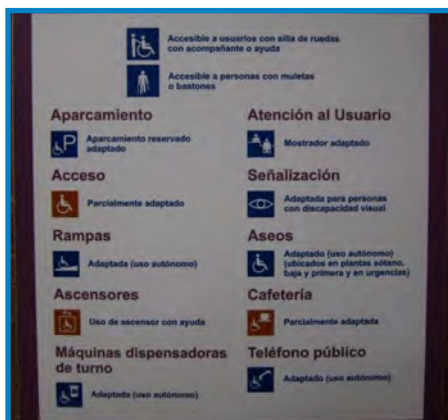 Accesible a usuarios con silla de ruedas
con acompañante o ayuda
Accesible a personas con muletas
o bastones
Aparcamiento
P
Aparcamiento reservado
adaptado
Acceso
Parcialmente adaptado
Rampas
Adaptada (uso autónomo)
Ascensores
Uso de ascensor con ayuda
Máquinas dispensadoras
de turno
Adaptada (uso autónomo)
Atención al Usuario
Mostrador adaptado
Señalización
Adaptada para personas
con discapacidad visual
Aseos
Adaptado (uso autónomo)
(ubicados en plantas sótano,
baja y primera y en urgencias)
Cafetería
Parcialmente adaptada
Teléfono público
Adaptado (uso autónomo)